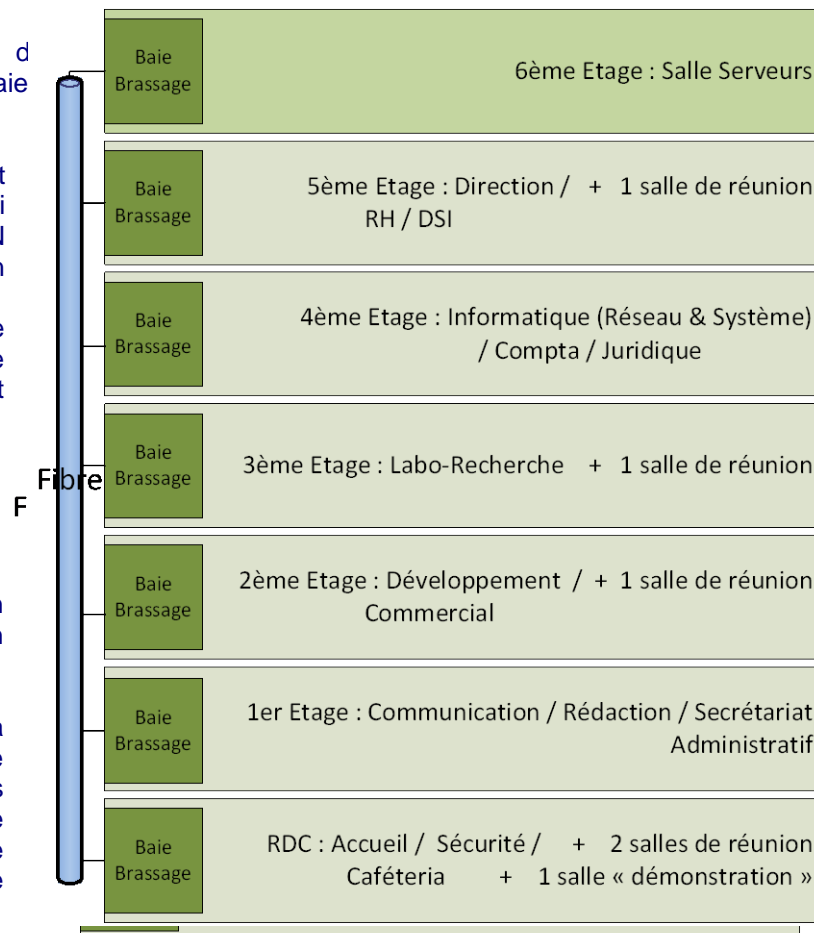 Baie
Brassage
6ème Etage : Salle Serveurs
Baie
Brassage
5ème Etage : Direction / + 1 salle de réunion
RH / DSI
Baie
Brassage
4ème Etage : Informatique (Réseau & Système)
/ Compta / Juridique
Baie
Brassage
3ème Etage : Labo-Recherche + 1 salle de réunion
Fibre
F
Baie
Brassage
2ème Etage : Développement / + 1 salle de réunion
Commercial
Baie
Brassage
1er Etage : Communication / Rédaction / Secrétariat
Administratif
Baie
Brassage
RDC : Accueil / Sécurité / + 2 salles de réunion
Caféteria + 1 salle « démonstration »